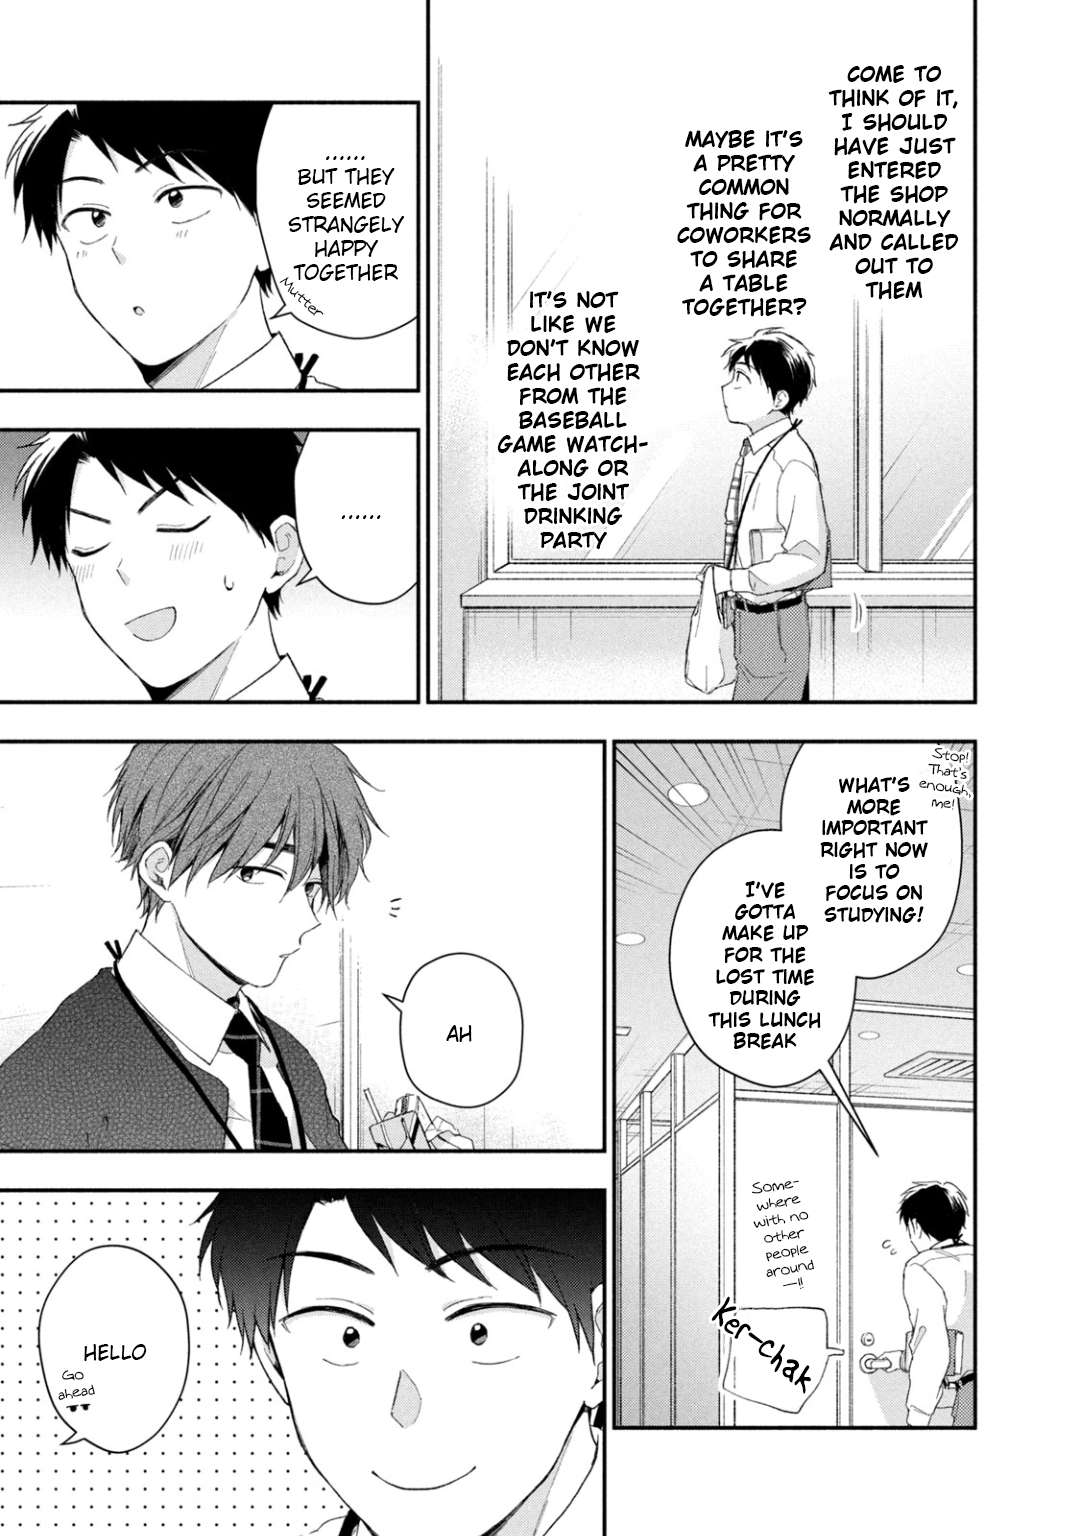 COME TO
THINK OF IT,
I SHOULD
HAVE JUST
ENTERED
THE SHOP
NORMALLY
AND CALLED
OUT TO
THEM
MAYBE IT'S
A PRETTY
COMMON
THING FOR
COWORKERS
TO SHARE
A TABLE
TOGETHER?
IT'S NOT
LIKE WE
DON'T KNOW
EACH OTHER
FROM THE
BASEBALL
GAME WATCH-
ALONG OR
THE JOINT
DRINKING
PARTY
......
BUT THEY
SEEMED
STRANGELY
HAPPY
TOGETHER
Mutter
......
Stop!
That's
enough,
me!
WHAT'S
MORE
IMPORTANT
RIGHT NOW
IS TO
FOCUS ON
STUDYING!
I'VE
GOTTA
MAKE UP
FOR THE
LOST TIME
DURING
THIS LUNCH
BREAK
Some-
where
with no
other
people
around
—!!
Ker-chak
AH
HELLO
Go
ahead